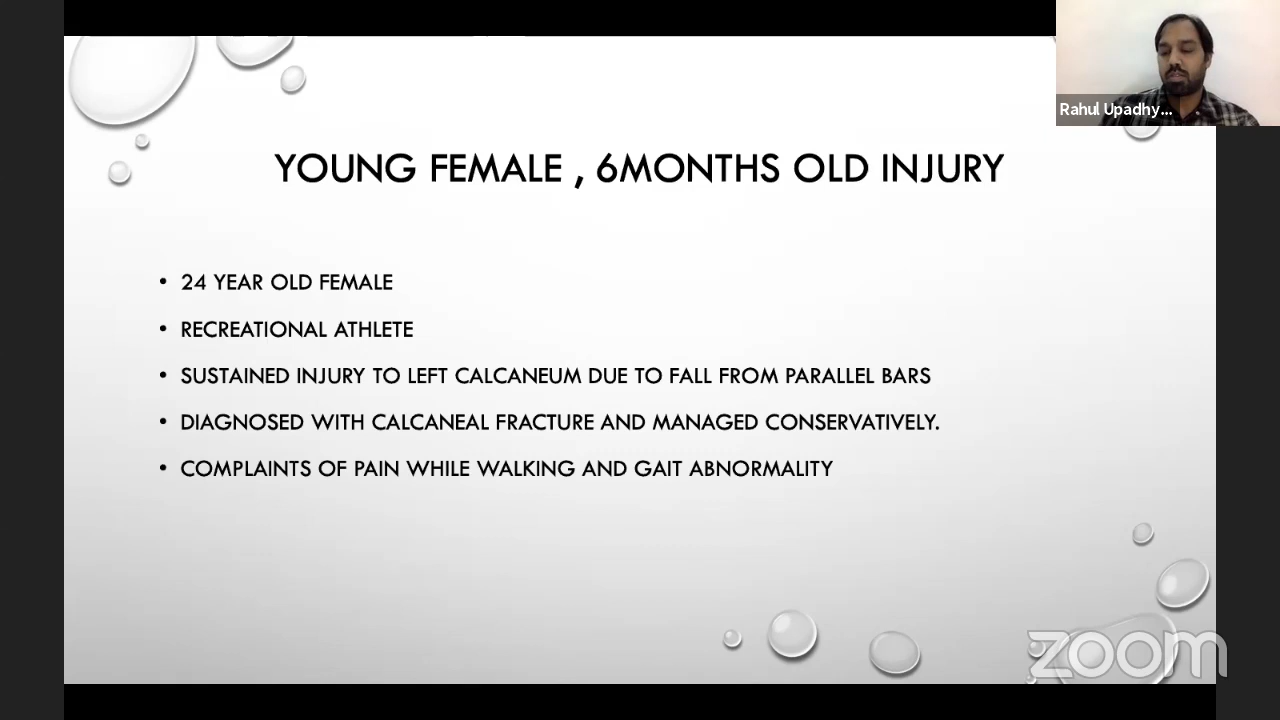 Rahul Upadhy...
YOUNG FEMALE , 6MONTHS OLD INJURY
• 24 YEAR OLD FEMALE
• RECREATIONAL ATHLETE
• SUSTAINED INJURY TO LEFT CALCANEUM DUE TO FALL FROM PARALLEL BARS
• DIAGNOSED WITH CALCANEAL FRACTURE AND MANAGED CONSERVATIVELY.
• COMPLAINTS OF PAIN WHILE WALKING AND GAIT ABNORMALITY
zoom